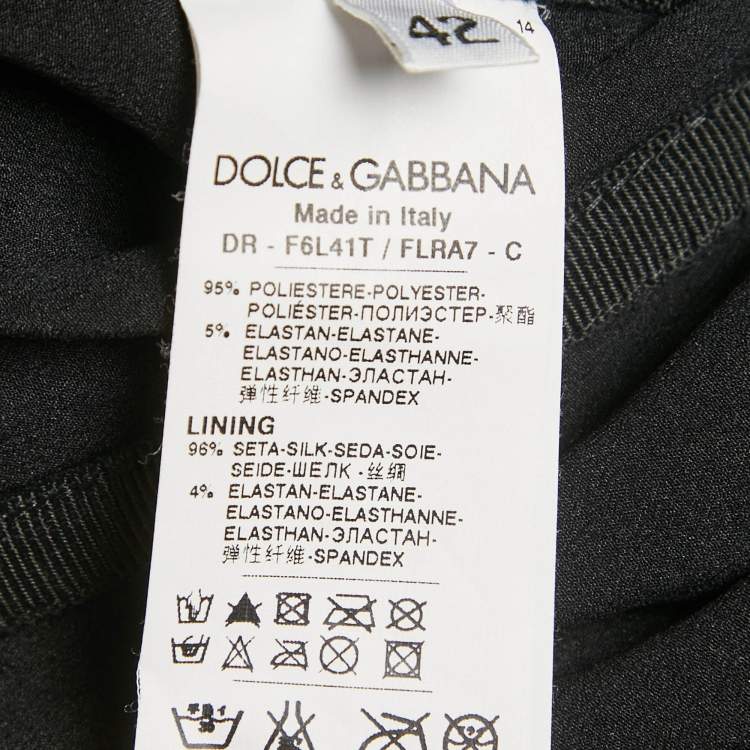 42
14
DOLCE & GABBANA
Made in Italy
DR - F6L41T / FLRA7 - C
95% POLIESTERE-POLYESTER-
POLIÉSTER-ПОЛИЭСТЕР-聚酯
5% ELASTAN-ELASTANE-
ELASTANO-ELASTHANNE-
ELASTHAN-ЭЛАСТАН-
弹性纤维-SPANDEX
LINING
96% SETA-SILK-SEDA-SOIE-
SEIDE-ШЕЛК -丝绸
4% ELASTAN-ELASTANE-
ELASTANO-ELASTHANNE-
ELASTHAN-ЭЛАСТАН-
弹性纤维-SPANDEX
30